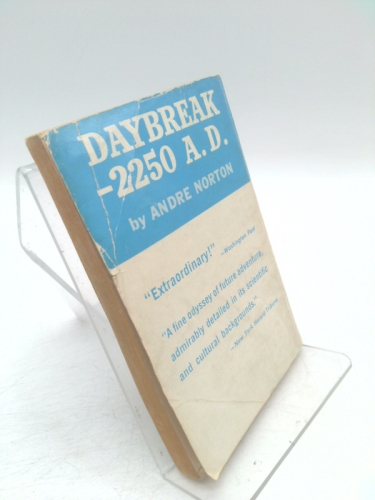 DAYBREAK
-2250 A.D.
by ANDRE NORTON
"Extraordinary!"
—Washington Post
"A fine odyssey of future adventure,
admirably detailed in its scientific
and cultural backgrounds."
—New York Herald Tribune